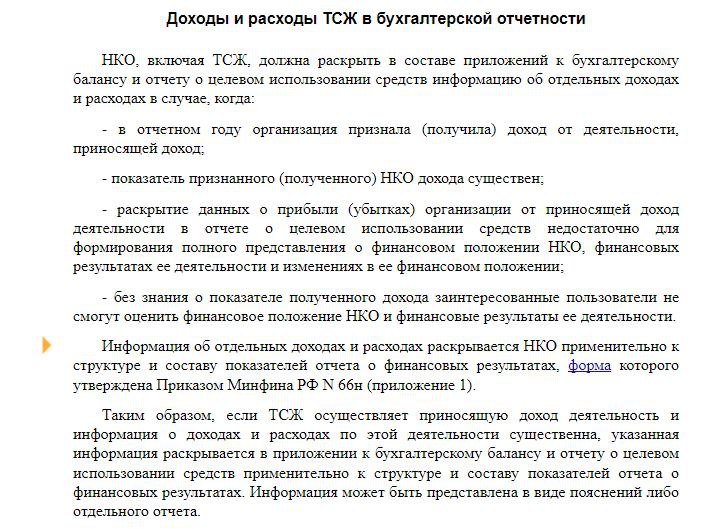 Доходы и расходы ТСЖ в бухгалтерской отчетности
НКО, включая ТСЖ, должна раскрыть в составе приложений к бухгалтерскому
балансу и отчету о целевом использовании средств информацию об отдельных доходах
и расходах в случае, когда:
- в отчетном году организация признала (получила) доход от деятельности,
приносящей доход;
- показатель признанного (полученного) НКО дохода существен;
- раскрытие данных о прибыли (убытках) организации от приносящей доход
деятельности в отчете о целевом использовании средств недостаточно для
формирования полного представления о финансовом положении НКО, финансовых
результатах ее деятельности и изменениях в ее финансовом положении;
- без знания о показателе полученного дохода заинтересованные пользователи не
смогут оценить финансовое положение НКО и финансовые результаты ее деятельности.
Информация об отдельных доходах и расходах раскрывается НКО применительно к
структуре и составу показателей отчета о финансовых результатах, форма которого
утверждена Приказом Минфина РФ N 66н (приложение 1).
Таким образом, если ТСЖ осуществляет приносящую доход деятельность и
информация о доходах и расходах по этой деятельности существенна, указанная
информация раскрывается в приложении к бухгалтерскому балансу и отчету о целевом
использовании средств применительно к структуре и составу показателей отчета о
финансовых результатах. Информация может быть представлена в виде пояснений либо
отдельного отчета.